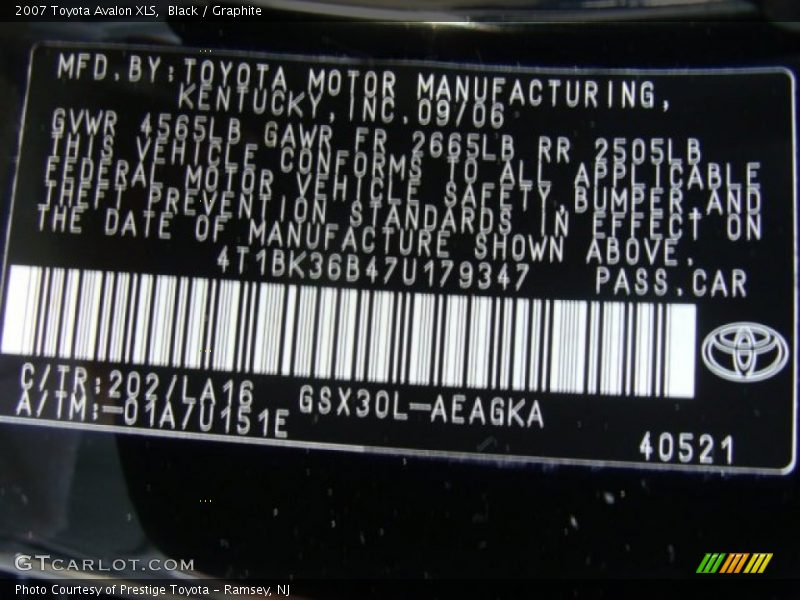 2007 Toyota Avalon XLS, Black / Graphite
MFD.BY:TOYOTA MOTOR MANUFACTURING,
KENTUCKY,INC.09/06
GVWR 4565LB GAWR FR 2665LB RR 2505LB
THIS VEHICLE CONFORMS TO ALL APPLICABLE
FEDERAL MOTOR VEHICLE SAFETY,BUMPER,AND
THEFT PREVENTION STANDARDS IN EFFECT ON
THE DATE OF MANUFACTURE SHOWN ABOVE.
4T1BK36B47U179347 PASS.CAR
C/TR:202/LA16 GSX30L-AEAGKA
A/TM:-01A/U151E
40521
GTCARLOT.COM
Photo Courtesy of Prestige Toyota - Ramsey, NJ